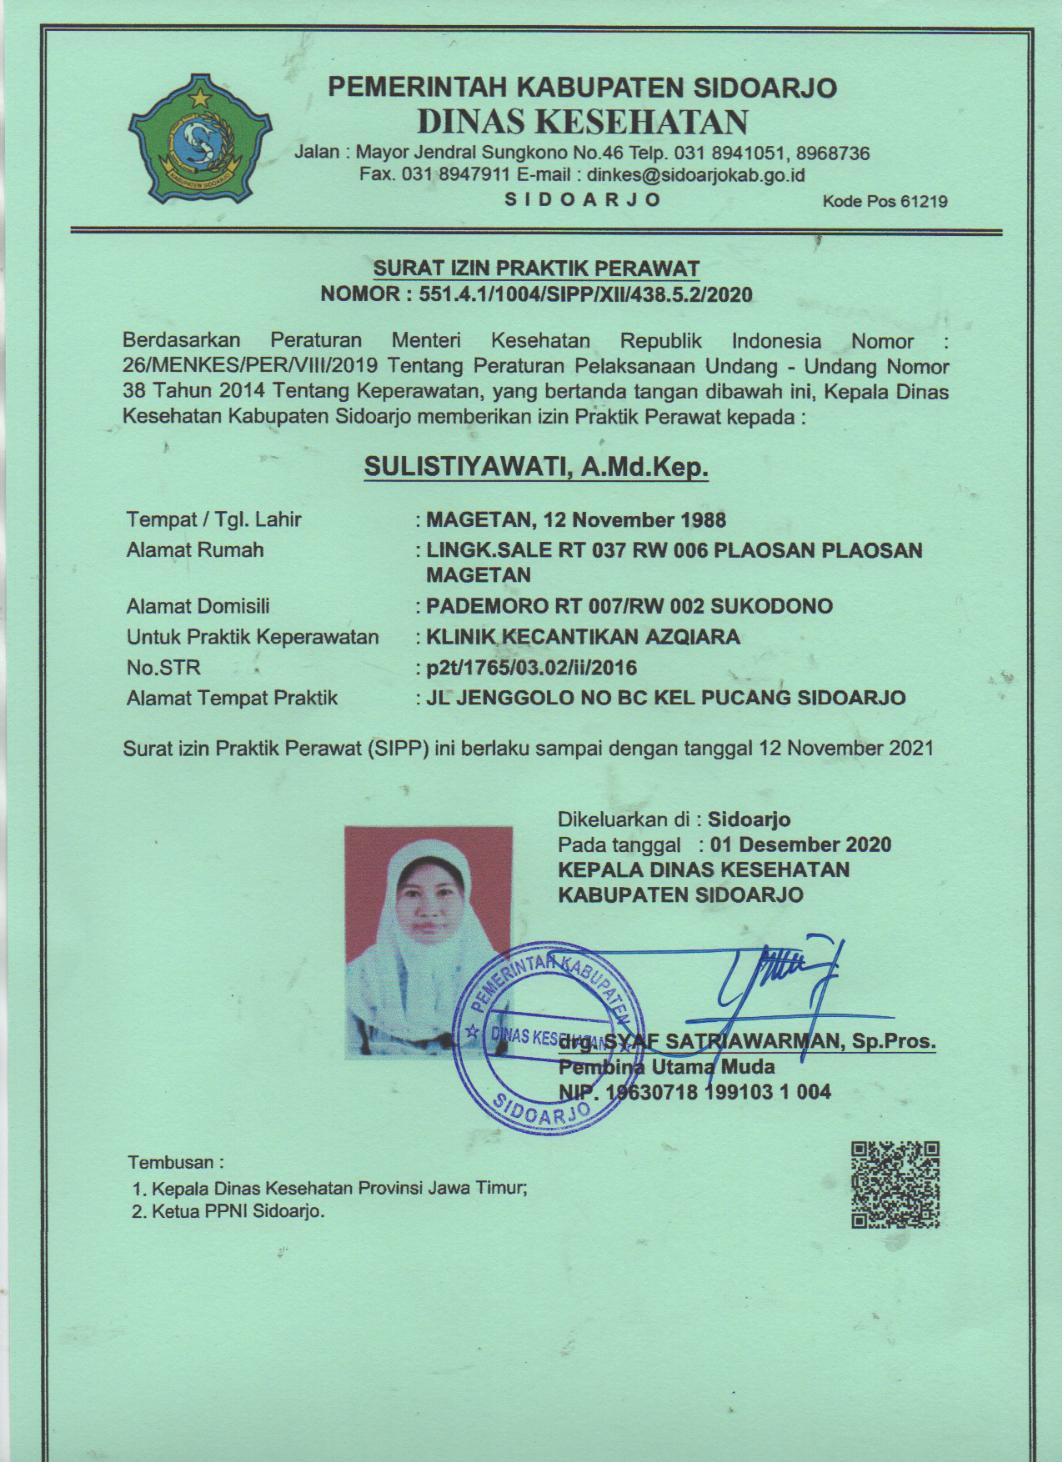 PEMERINTAH KABUPATEN SIDOARJO
DINAS KESEHATAN
Jalan : Mayor Jendral Sungkono No.46 Telp. 031 8941051, 8968736
Fax. 031 8947911 E-mail : dinkes@sidoarjokab.go.id
S I D O A R J O
Kode Pos 61219
KABUPATEN SIDOARJO
SURAT IZIN PRAKTIK PERAWAT
NOMOR : 551.4.1/1004/SIPP/XII/438.5.2/2020
Berdasarkan Peraturan Menteri Kesehatan Republik Indonesia Nomor :
26/MENKES/PER/VIII/2019 Tentang Peraturan Pelaksanaan Undang - Undang Nomor
38 Tahun 2014 Tentang Keperawatan, yang bertanda tangan dibawah ini, Kepala Dinas
Kesehatan Kabupaten Sidoarjo memberikan izin Praktik Perawat kepada :
SULISTIYAWATI, A.Md.Kep.
Tempat / Tgl. Lahir : MAGETAN, 12 November 1988
Alamat Rumah : LINGK.SALE RT 037 RW 006 PLAOSAN PLAOSAN
MAGETAN
Alamat Domisili : PADEMORO RT 007/RW 002 SUKODONO
Untuk Praktik Keperawatan : KLINIK KECANTIKAN AZQIARA
No.STR : p2t/1765/03.02/ii/2016
Alamat Tempat Praktik : JL JENGGOLO NO BC KEL PUCANG SIDOARJO
Surat izin Praktik Perawat (SIPP) ini berlaku sampai dengan tanggal 12 November 2021
Dikeluarkan di : Sidoarjo
Pada tanggal : 01 Desember 2020
KEPALA DINAS KESEHATAN
KABUPATEN SIDOARJO
PEMERINTAH KABUPATEN
DINAS KESEHATAN
SIDOARJO
drg. SYAF SATRIAWARMAN, Sp.Pros.
Pembina Utama Muda
NIP. 19630718 199103 1 004
Tembusan :
1. Kepala Dinas Kesehatan Provinsi Jawa Timur;
2. Ketua PPNI Sidoarjo.